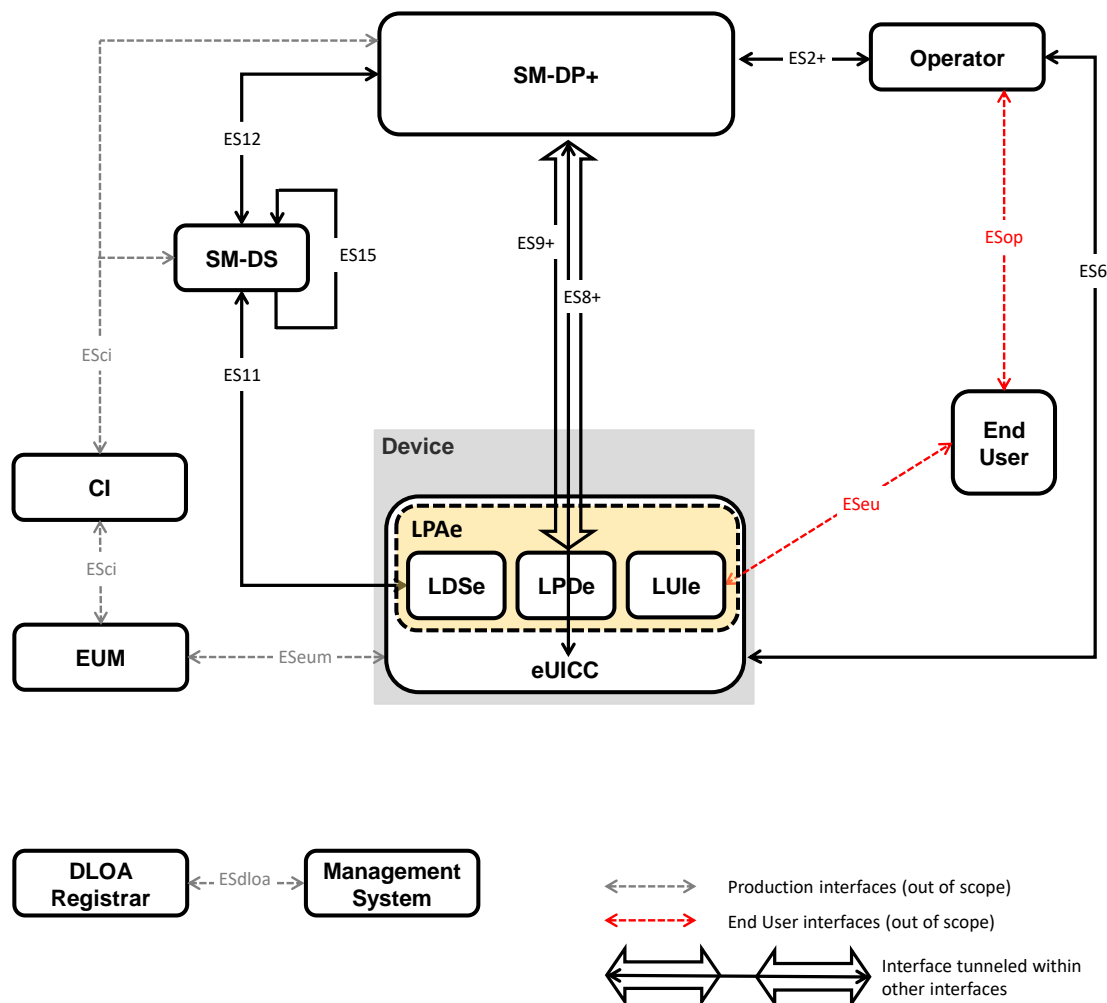 SM-DP+
ES2+
Operator
ES12
SM-DS
ES15
ES9+
ES8+
ESop
ES6
ESci
ES11
End
User
Device
CI
ESeu
LPAe
LDSe
LPDe
LUIe
ESci
EUM
ESeum
eUICC
DLOA
Registrar
ESdloa
Management
System
Production interfaces (out of scope)
End User interfaces (out of scope)
Interface tunneled within
other interfaces